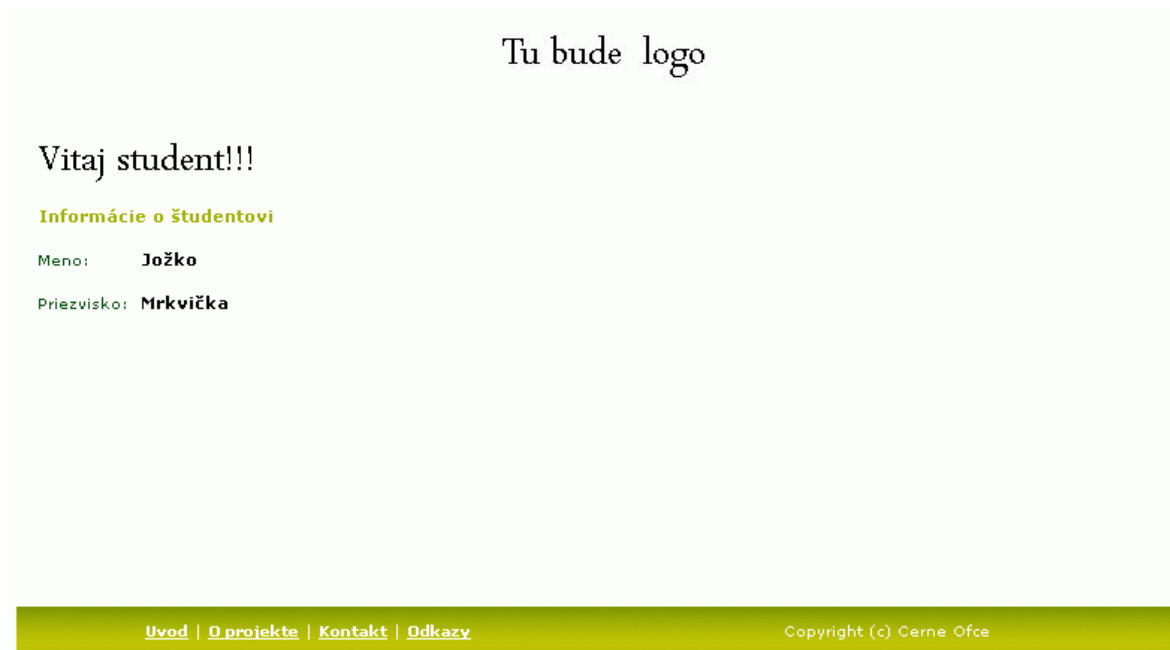 Tu bude logo
Vitaj student!!!
Informácie o študentovi
Meno: Jožko
Priezvisko: Mrkvička
Uvod | O projekte | Kontakt | Odkazy Copyright (c) Cerne Ofce